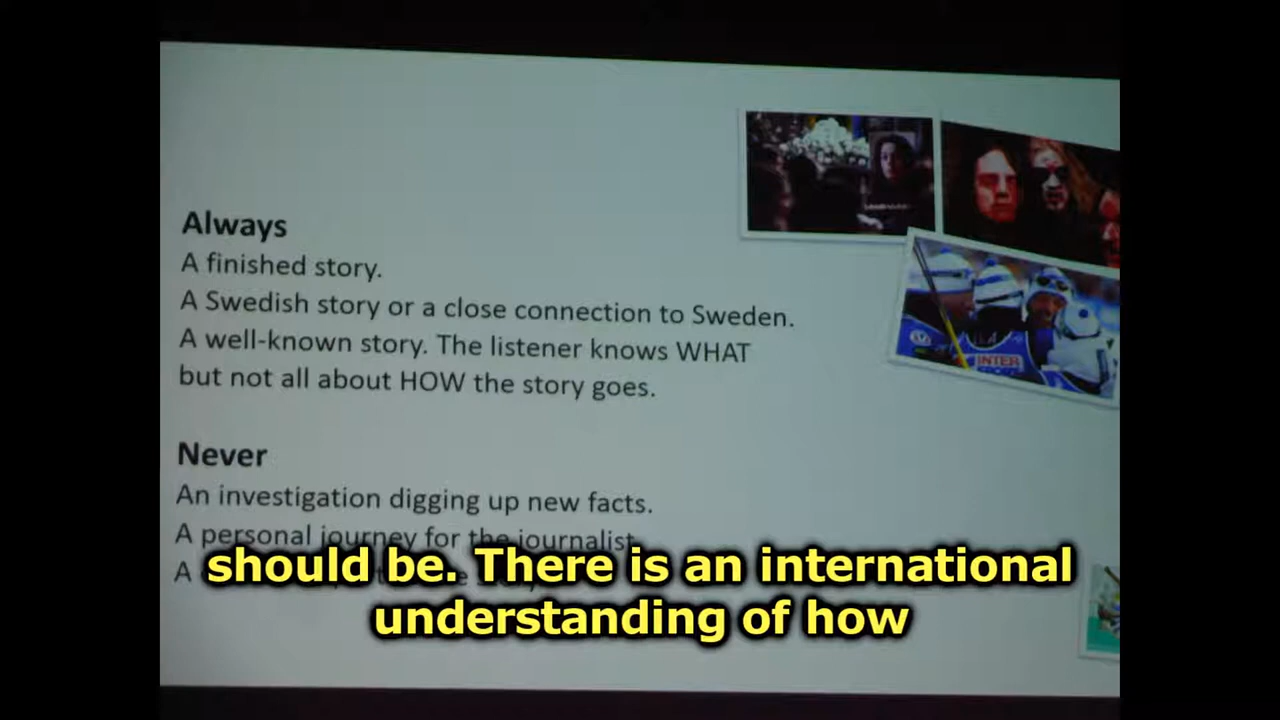 Always
A finished story.
A Swedish story or a close connection to Sweden.
A well-known story. The listener knows WHAT
but not all about HOW the story goes.
Never
An investigation digging up new facts.
A personal journey for the journalist.
A
should be. There is an international
understanding of how
INTER